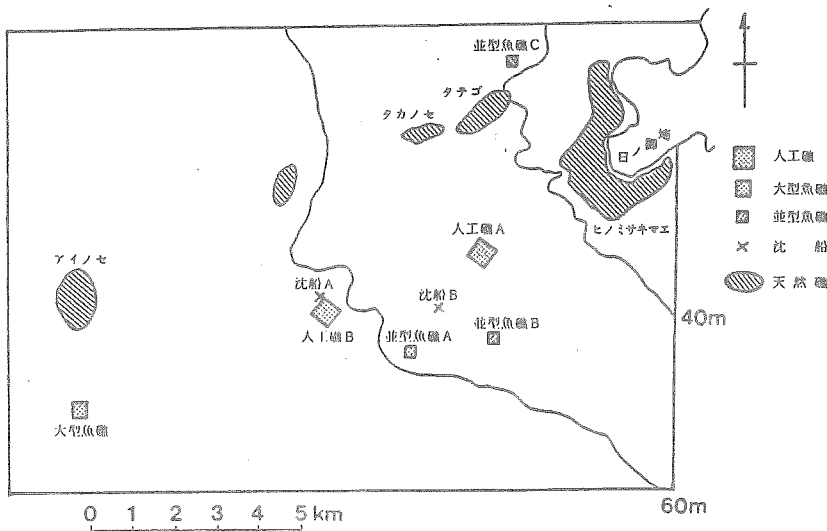 並型魚礁C
タテゴ
タカノセ
日ノ御埼
ヒノミサキマエ
人工礁A
アイノセ
沈船A
沈船B
人工礁B
並型魚礁A
並型魚礁B
大型魚礁
人工礁
大型魚礁
並型魚礁
沈船
天然礁
40m
60m
0 1 2 3 4 5 km